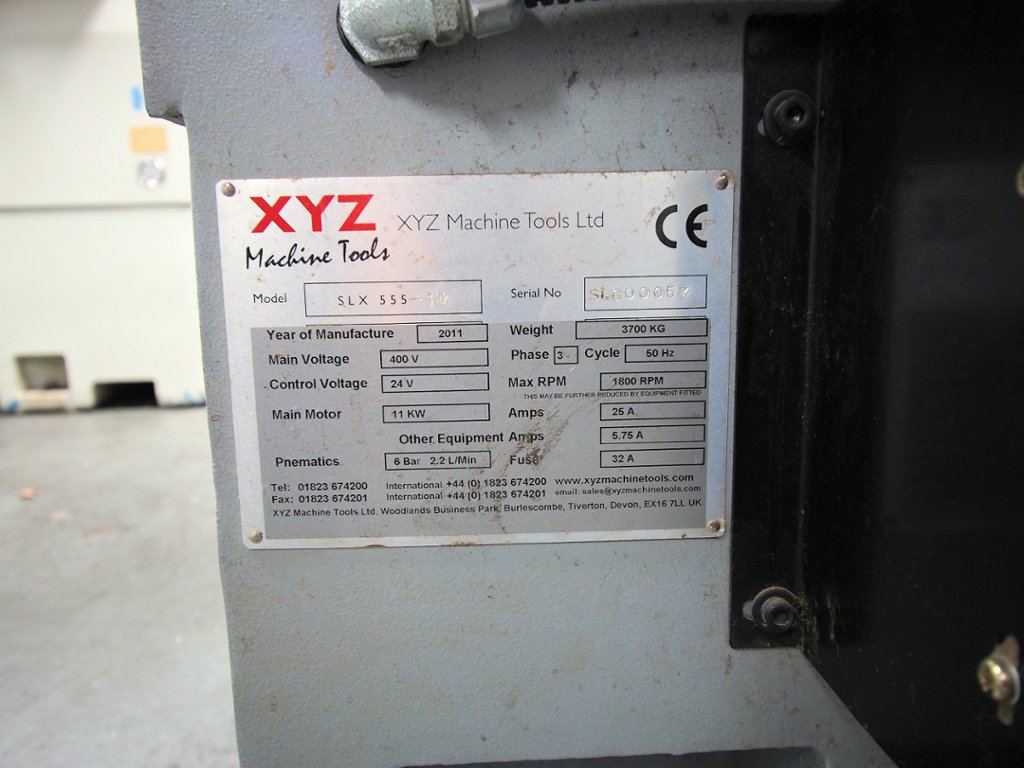 XYZ
Machine Tools
XYZ Machine Tools Ltd
CE
Model SLX 555
Serial No
Year of Manufacture 2011 Weight 3700 KG
Main Voltage 400 V Phase 3 Cycle 50 Hz
Control Voltage 24 V Max RPM 1800 RPM
THIS MAY BE FURTHER REDUCED BY EQUIPMENT FITTED
Main Motor 11 KW Amps 25 A
Other Equipment Amps 5.75 A
Pnematics 6 Bar 2.2 L/Min Fuse 32 A
Tel: 01823 674200 International +44 (0) 1823 674200 www.xyzmachinetools.com
Fax: 01823 674201 International +44 (0) 1823 674201 email: sales@xyzmachinetools.com
XYZ Machine Tools Ltd. Woodlands Business Park, Burlescombe, Tiverton, Devon, EX16 7LL UK